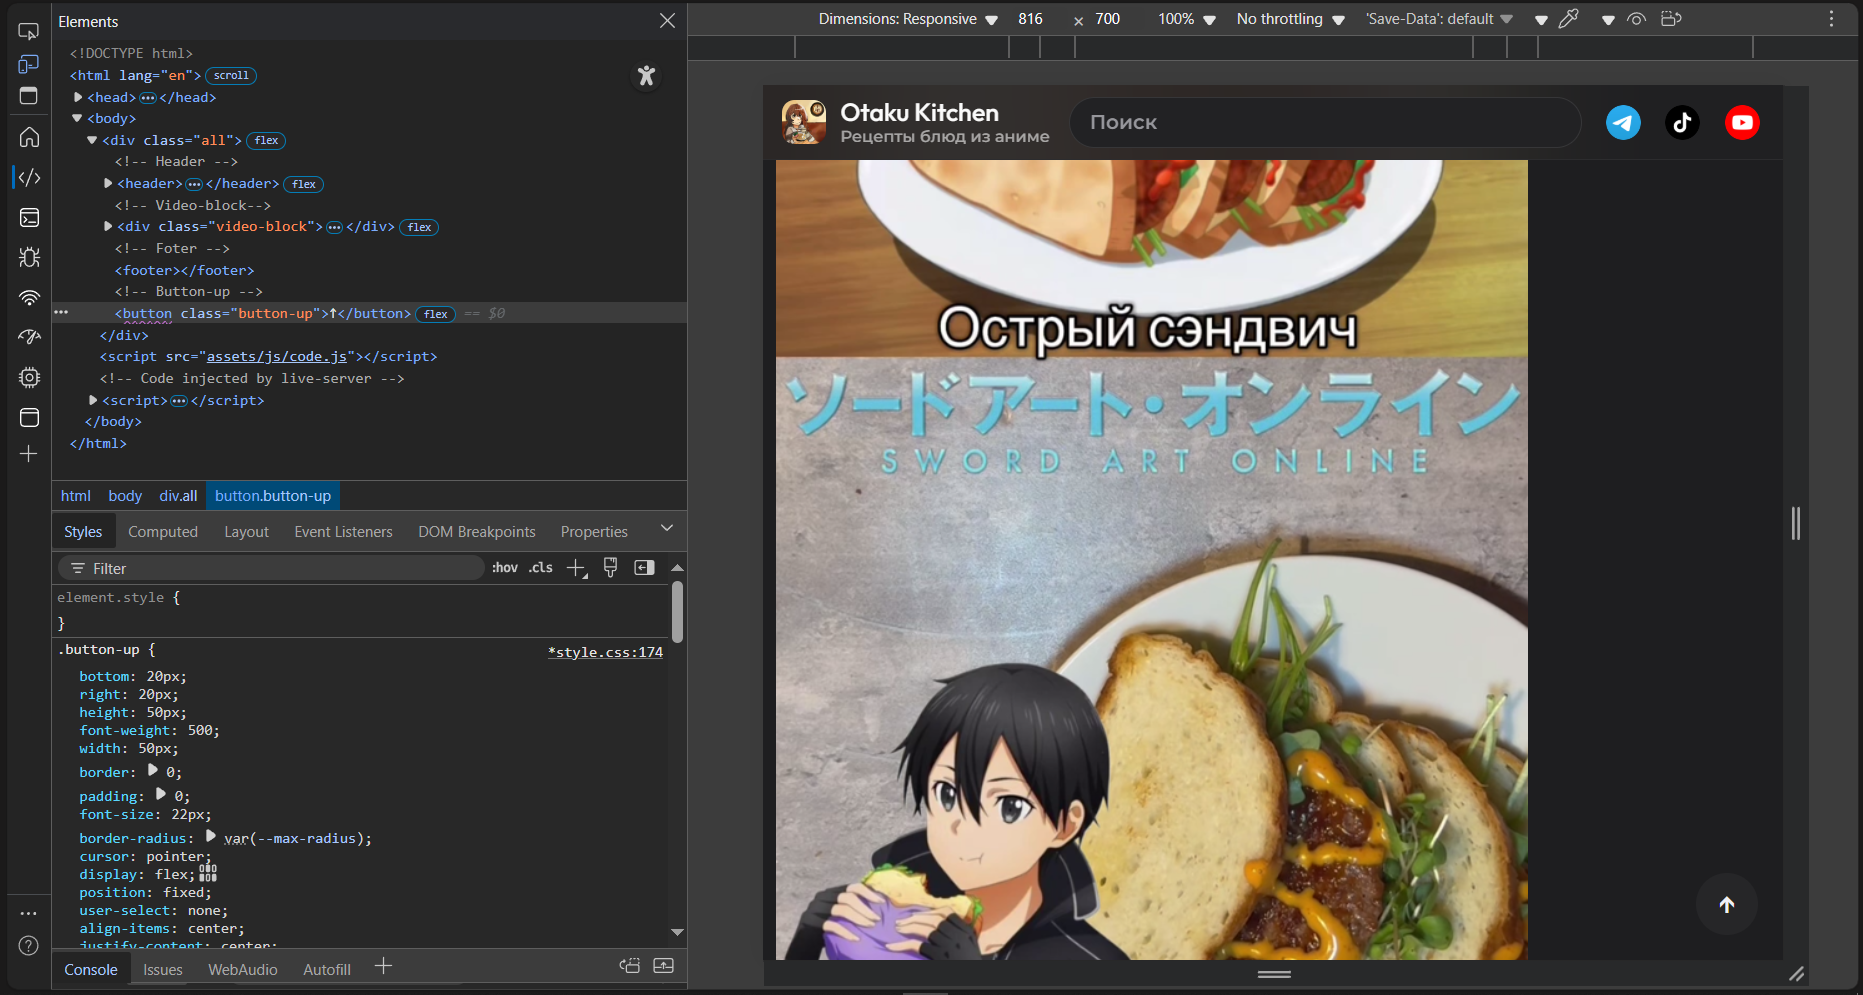 Elements
Dimensions: Responsive 816 × 700 100% No throttling 'Save-Data': default
<!DOCTYPE html>
<html lang="en"> scroll
<head> ••• </head>
<body>
<div class="all"> flex
<!-- Header -->
<header> ••• </header> flex
<!-- Video-block-->
<div class="video-block"> ••• </div> flex
<!-- Foter -->
<footer></footer>
<!-- Button-up -->
<button class="button-up">↑</button> flex == $0
</div>
<script src="assets/js/code.js"></script>
<!-- Code injected by live-server -->
<script> ••• </script>
</body>
</html>
html body div.all button.button-up
Styles Computed Layout Event Listeners DOM Breakpoints Properties
Filter :hov .cls
element.style {
}
.button-up { *style.css:174
bottom: 20px;
right: 20px;
height: 50px;
font-weight: 500;
width: 50px;
border: 0;
padding: 0;
font-size: 22px;
border-radius: var(--max-radius);
cursor: pointer;
display: flex;
position: fixed;
user-select: none;
align-items: center;
justify-content: center;
Console Issues WebAudio Autofill
Otaku Kitchen
Рецепты блюд из аниме
Поиск
Острый сэндвич
ソードアート・オンライン
SWORD ART ONLINE
↑